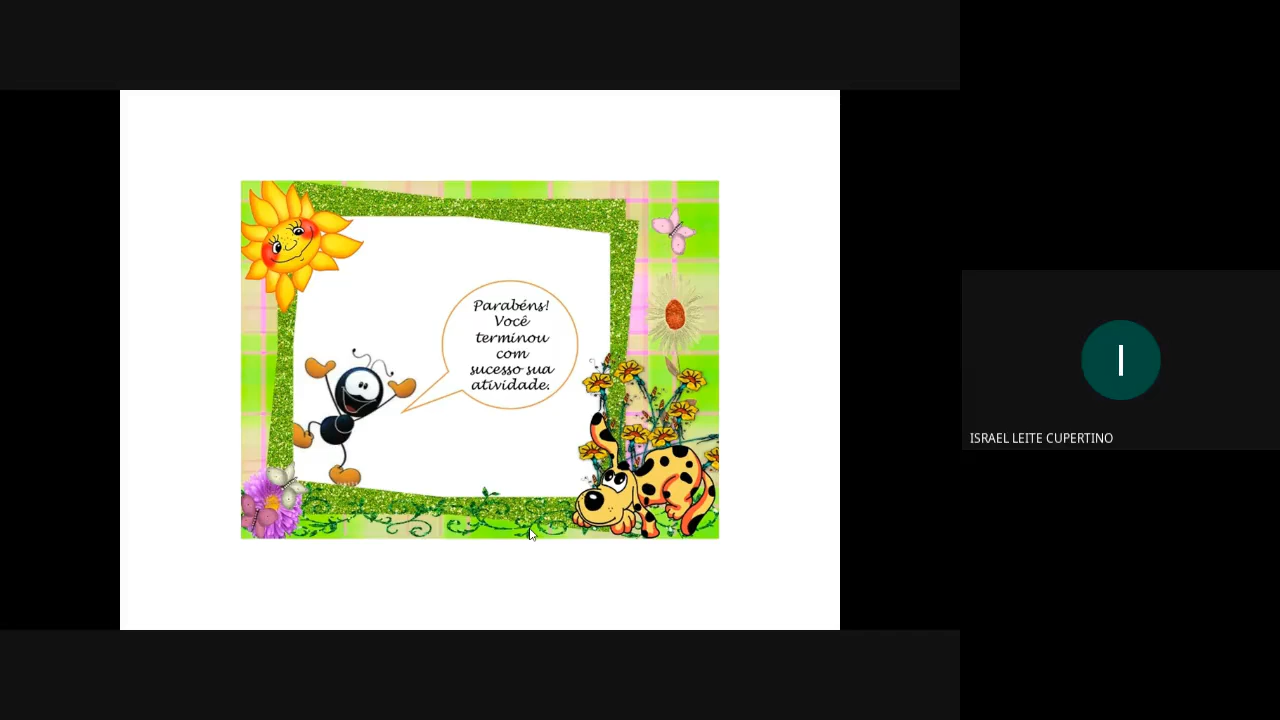 Parabéns!
Você
terminou
com
sucesso sua
atividade.
I
ISRAEL LEITE CUPERTINO